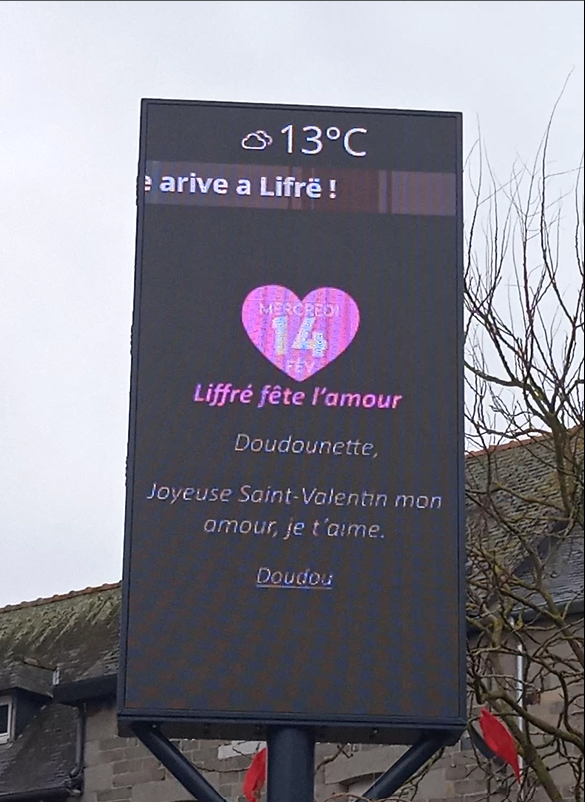 13°C
e arive a Lifrë !
MERCREDI
14
FÉV
Liffré fête l'amour
Doudounette,
Joyeuse Saint-Valentin mon
amour, je t'aime.
Doudou